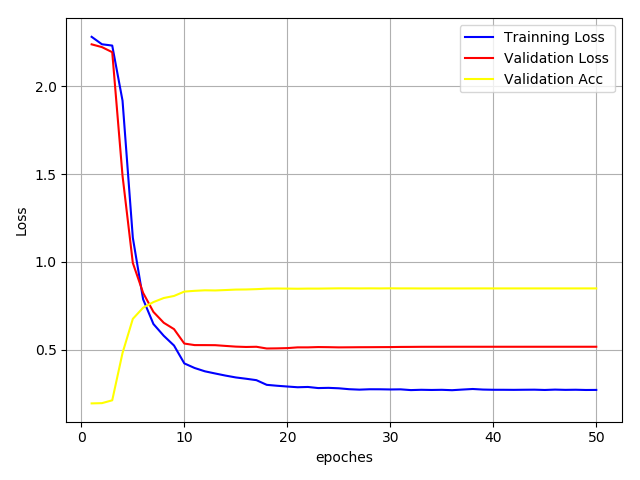 Trainning Loss
Validation Loss
Validation Acc
2.0
1.5
1.0
0.5
Loss
0 10 20 30 40 50
epoches